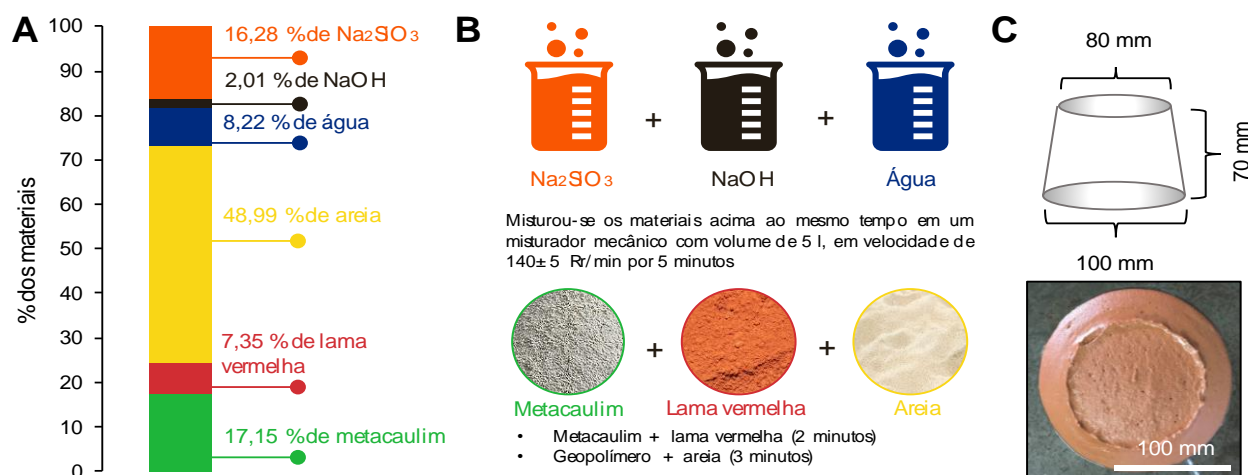 A
% dos materiais
100
90
80
70
60
50
40
30
20
10
0
16,28 % de Na2SIO3
2,01 % de NaOH
8,22 % de água
48,99 % de areia
7,35 % de lama
vermelha
17,15 % de metacaulim
B
+
+
Na2SIO3
NaOH
Água
Misturou-se os materiais acima ao mesmo tempo em um
misturador mecânico com volume de 5 l, em velocidade de
140± 5 Rr/min por 5 minutos
+
+
Metacaulim
Lama vermelha
Areia
• Metacaulim + lama vermelha (2 minutos)
• Geopolímero + areia (3 minutos)
C
80 mm
70 mm
100 mm
100 mm